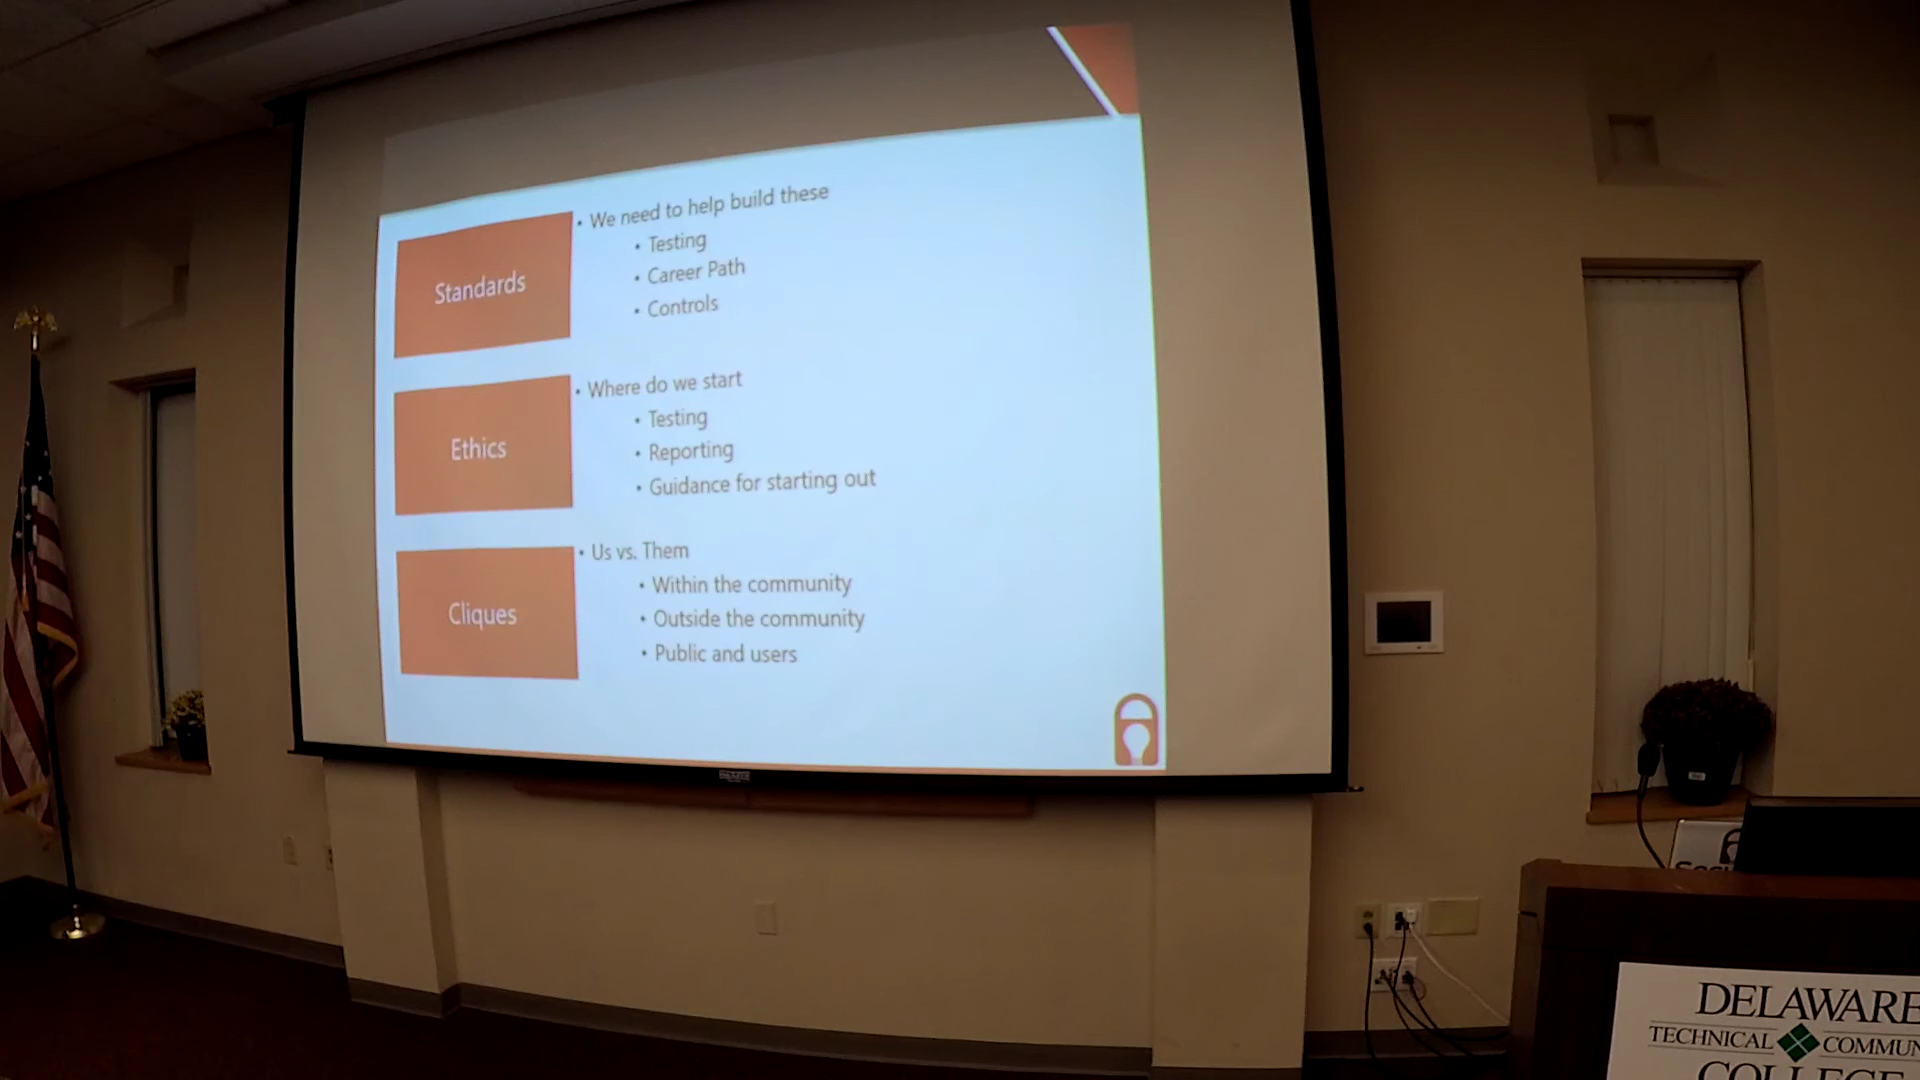 • We need to help build these
• Testing
• Career Path
• Controls
Standards
• Where do we start
• Testing
• Reporting
• Guidance for starting out
Ethics
• Us vs. Them
• Within the community
• Outside the community
• Public and users
Cliques
DELAWARE
TECHNICAL COMMUN
COLLEGE